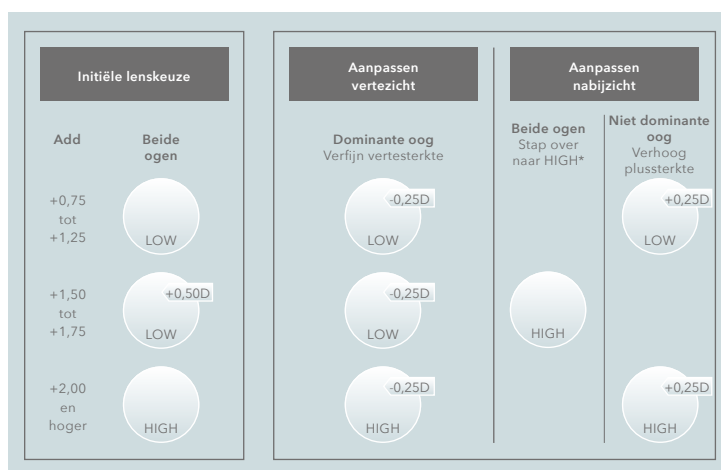 Initiële lenskeuze
Add
Beide
ogen
+0,75
tot
+1,25
LOW
+1,50
tot
+1,75
+0,50D
LOW
+2,00
en
hoger
HIGH
Aanpassen
vertezicht
Dominante oog
Verfijn vertesterkte
-0,25D
LOW
-0,25D
LOW
-0,25D
HIGH
Aanpassen
nabijzicht
Beide ogen
Stap over
naar HIGH*
HIGH
Niet dominante
oog
Verhoog
plussterkte
+0,25D
LOW
+0,25D
HIGH